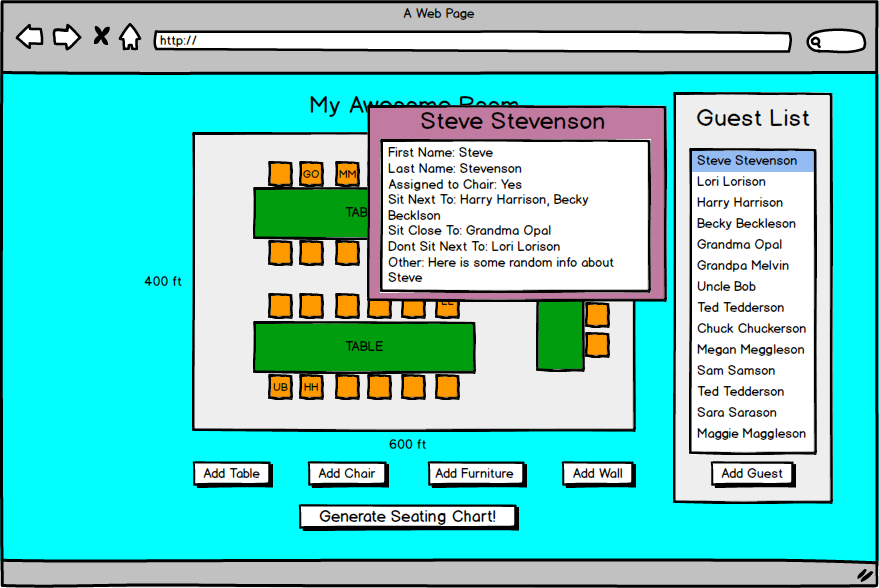 A Web Page
http://
My Awesome Room
Guest List
Steve Stevenson
First Name: Steve
Last Name: Stevenson
Assigned to Chair: Yes
Sit Next To: Harry Harrison, Becky
Becklson
Sit Close To: Grandma Opal
Dont Sit Next To: Lori Lorison
Other: Here is some random info about
Steve
GO
MM
TAB
400 ft
TABLE
UB
HH
600 ft
Steve Stevenson
Lori Lorison
Harry Harrison
Becky Beckleson
Grandma Opal
Grandpa Melvin
Uncle Bob
Ted Tedderson
Chuck Chuckerson
Megan Meggleson
Sam Samson
Ted Tedderson
Sara Sarason
Maggie Maggleson
Add Guest
Add Table
Add Chair
Add Furniture
Add Wall
Generate Seating Chart!